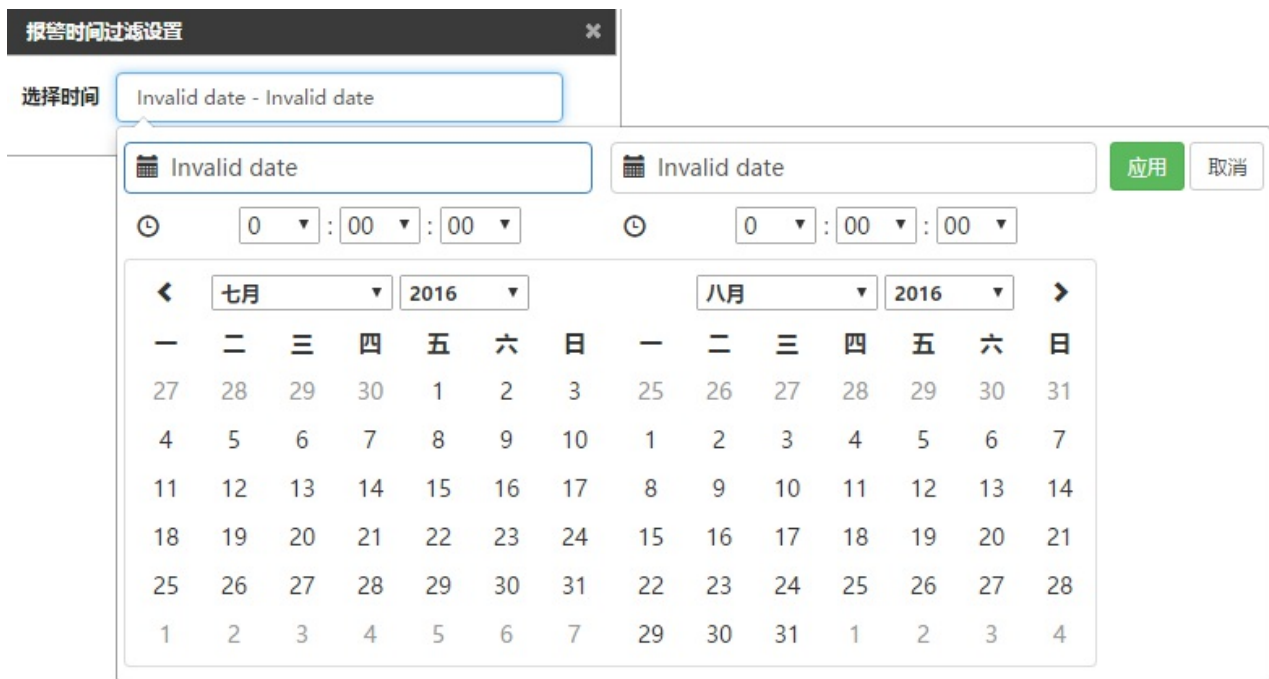 报警时间过滤设置 ×
选择时间 Invalid date - Invalid date
Invalid date Invalid date 应用 取消
0 : 00 : 00 0 : 00 : 00
七月 2016 八月 2016
一 二 三 四 五 六 日 一 二 三 四 五 六 日
27 28 29 30 1 2 3 25 26 27 28 29 30 31
4 5 6 7 8 9 10 1 2 3 4 5 6 7
11 12 13 14 15 16 17 8 9 10 11 12 13 14
18 19 20 21 22 23 24 15 16 17 18 19 20 21
25 26 27 28 29 30 31 22 23 24 25 26 27 28
1 2 3 4 5 6 7 29 30 31 1 2 3 4